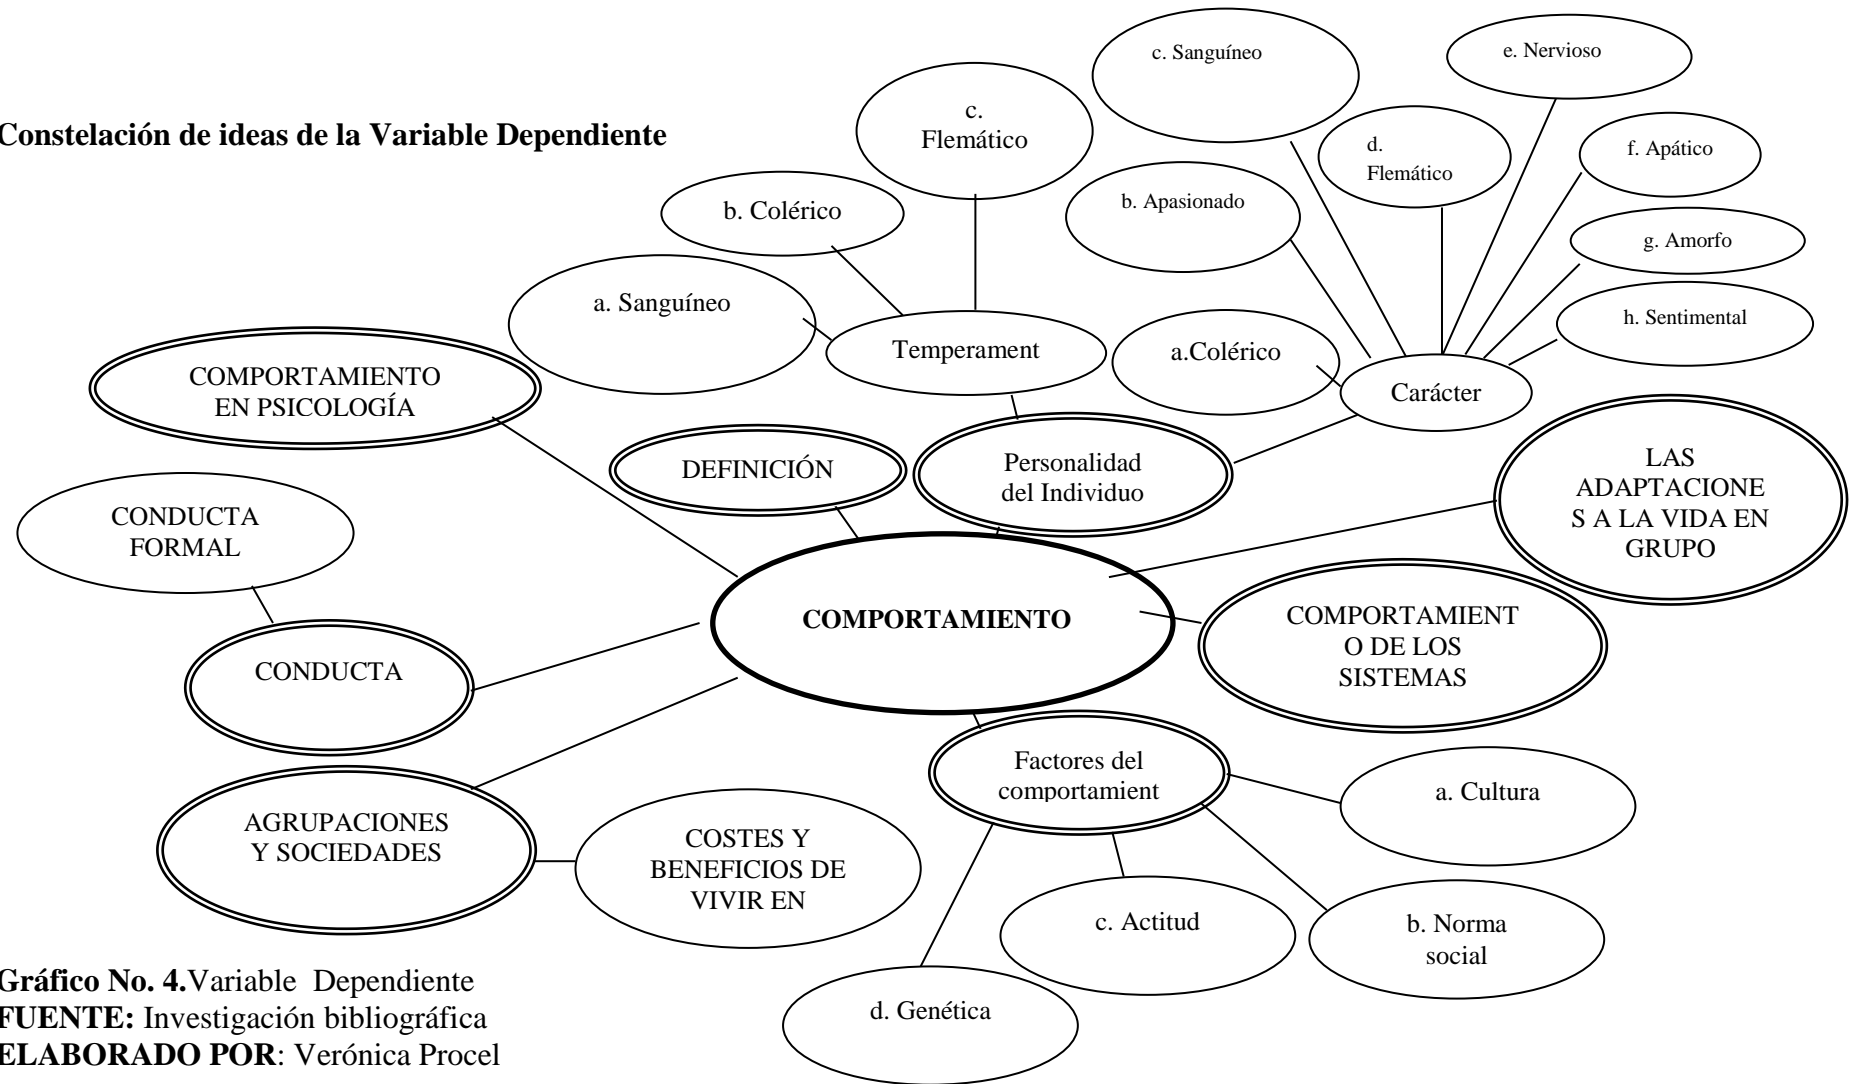 c. Sanguíneo
e. Nervioso
c.
Flemático
Constelación de ideas de la Variable Dependiente
d.
Flemático
f. Apático
b. Colérico
b. Apasionado
g. Amorfo
a. Sanguíneo
h. Sentimental
Temperament
a.Colérico
Carácter
COMPORTAMIENTO
EN PSICOLOGÍA
DEFINICIÓN
Personalidad
del Individuo
LAS
ADAPTACIONE
S A LA VIDA EN
GRUPO
CONDUCTA
FORMAL
COMPORTAMIENTO
COMPORTAMIENT
O DE LOS
SISTEMAS
CONDUCTA
Factores del
comportamient
a. Cultura
AGRUPACIONES
Y SOCIEDADES
COSTES Y
BENEFICIOS DE
VIVIR EN
c. Actitud
b. Norma
social
d. Genética
Gráfico No. 4.Variable  Dependiente
FUENTE: Investigación bibliográfica
ELABORADO POR: Verónica Procel